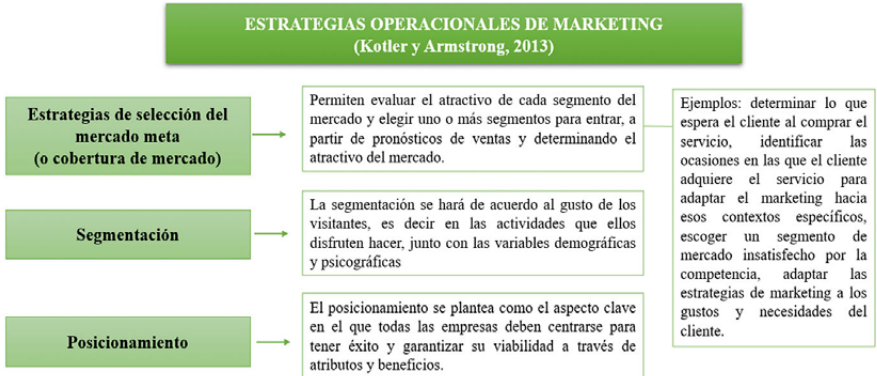 ESTRATEGIAS OPERACIONALES DE MARKETING
(Kotler y Armstrong, 2013)
Estrategias de selección del
mercado meta
(o cobertura de mercado)
Permiten evaluar el atractivo de cada segmento del
mercado y elegir uno o más segmentos para entrar, a
partir de pronósticos de ventas y determinando el
atractivo del mercado.
Ejemplos: determinar lo que
espera el cliente al comprar el
servicio, identificar las
ocasiones en las que el cliente
adquiere el servicio para
adaptar el marketing hacia
esos contextos específicos,
escoger un segmento de
mercado insatisfecho por la
competencia, adaptar las
estrategias de marketing a los
gustos y necesidades del
cliente.
Segmentación
La segmentación se hará de acuerdo al gusto de los
visitantes, es decir en las actividades que ellos
disfruten hacer, junto con las variables demográficas
y psicográficas
Posicionamiento
El posicionamiento se plantea como el aspecto clave
en el que todas las empresas deben centrarse para
tener éxito y garantizar su viabilidad a través de
atributos y beneficios.